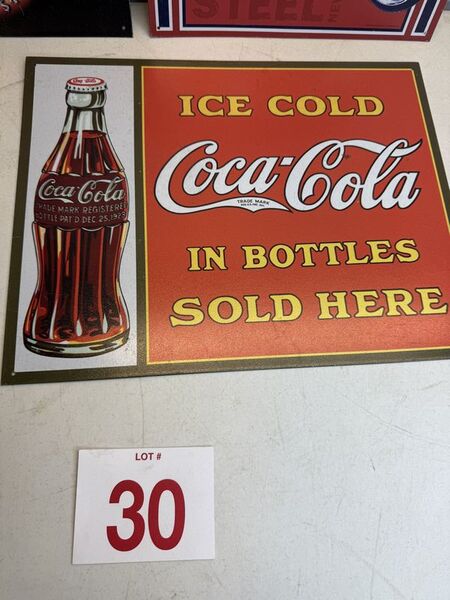 STEEL
ICE COLD
Coca-Cola
TRADE MARK
IN BOTTLES
SOLD HERE
Coca-Cola
TRADE MARK REGISTERED
BOTTLE PAT'D DEC 25, 1923
LOT #
30